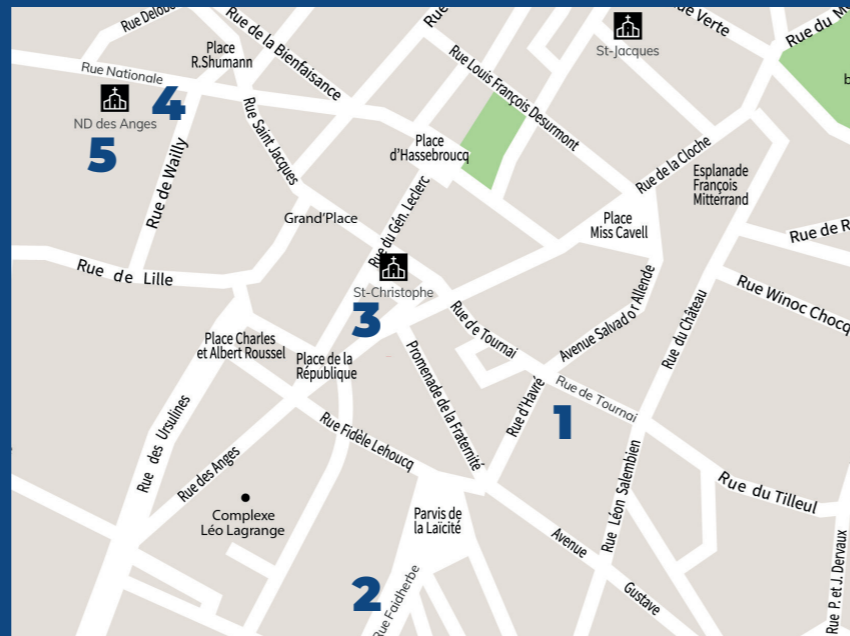 Rue Delou
Rue de la Bienfaisance
Rue
Rue Verte
Rue du M
Place
R.Shumann
St-Jacques
Rue Nationale
Rue Louis François Desurmont
b
4
ND des Anges
5
Rue Saint Jacques
Place
d'Hassebroucq
Rue de la Cloche
Esplanade
François
Mitterrand
Rue de Wailly
Grand'Place
Rue du Gén. Leclerc
Place
Miss Cavell
Rue de R
Rue de Lille
St-Christophe
3
Rue Winoc Chocq
Avenue Salvador Allende
Rue du Château
Place Charles
et Albert Roussel
Place de la
République
Rue de Tournai
Promenade de la Fraternité
Rue d'Havré
Rue de Tournai
1
Rue des Ursulines
Rue des Anges
Rue Fidèle Lehoucq
Rue Léon Salembien
Rue du Tilleul
Complexe
Léo Lagrange
Parvis de
la Laïcité
Avenue
Gustave
2
Rue Faidherbe
Rue P. et J. Dervaux